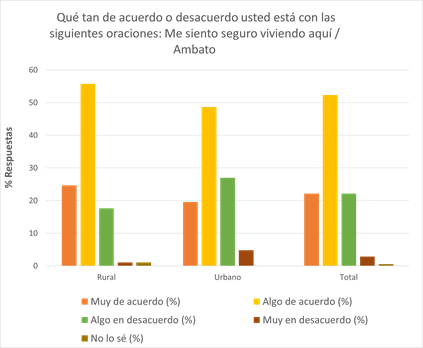 Qué tan de acuerdo o desacuerdo usted está con las
siguientes oraciones: Me siento seguro viviendo aquí /
Ambato
% Respuestas
60
50
40
30
20
10
0
Rural
Urbano
Total
Muy de acuerdo (%)
Algo de acuerdo (%)
Algo en desacuerdo (%)
Muy en desacuerdo (%)
No lo sé (%)